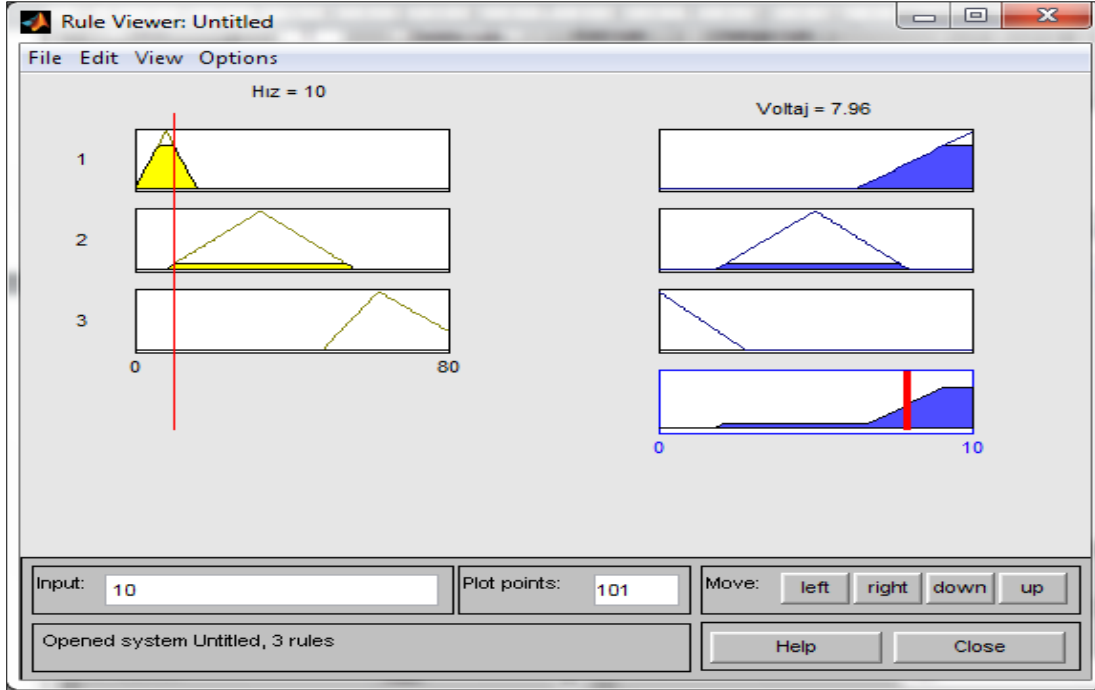 Rule Viewer: Untitled
File Edit View Options
Hız = 10
Voltaj = 7.96
1
2
3
0 80
0 10
Input: 10
Plot points: 101
Move: left right down up
Opened system Untitled, 3 rules
Help Close